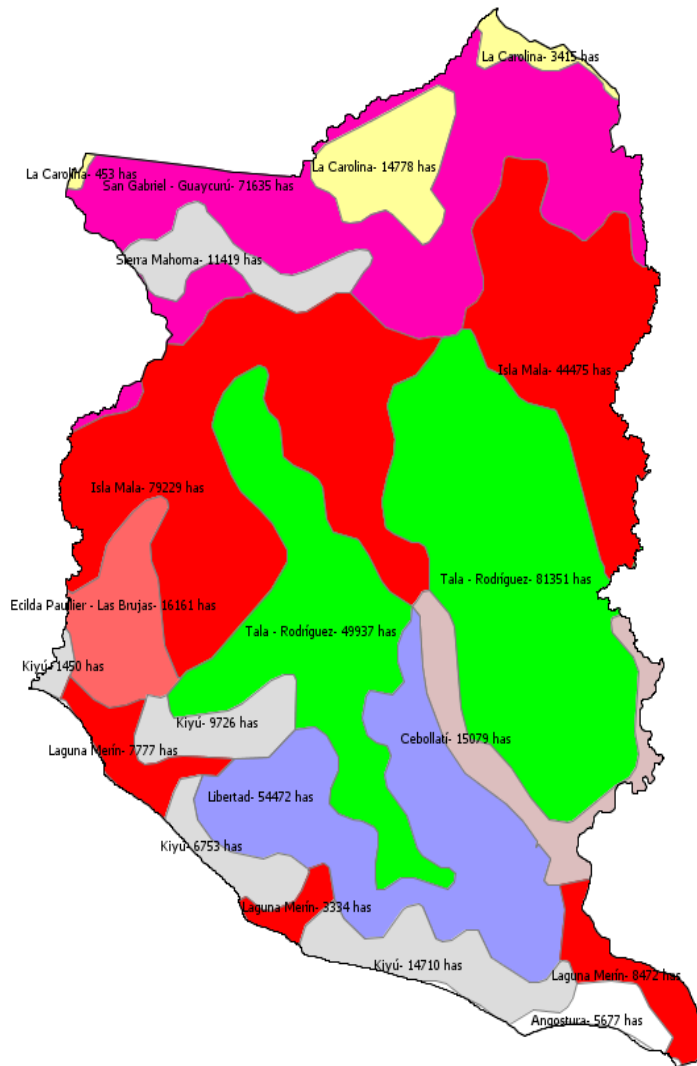 La Carolina- 3415 has
La Carolina- 14778 has
La Carolina- 453 has
San Gabriel - Guaycurú- 71635 has
Sierra Mahoma- 11419 has
Isla Mala- 44475 has
Isla Mala- 79229 has
Tala - Rodríguez- 81351 has
Ecilda Paulier - Las Brujas- 16161 has
Tala - Rodríguez- 49937 has
Kiyú- 1450 has
Kiyú- 9726 has
Cebollatí- 15079 has
Laguna Merín- 7777 has
Libertad- 54472 has
Kiyú- 6753 has
Laguna Merín- 3334 has
Kiyú- 14710 has
Laguna Merín- 8472 has
Angostura- 5677 has